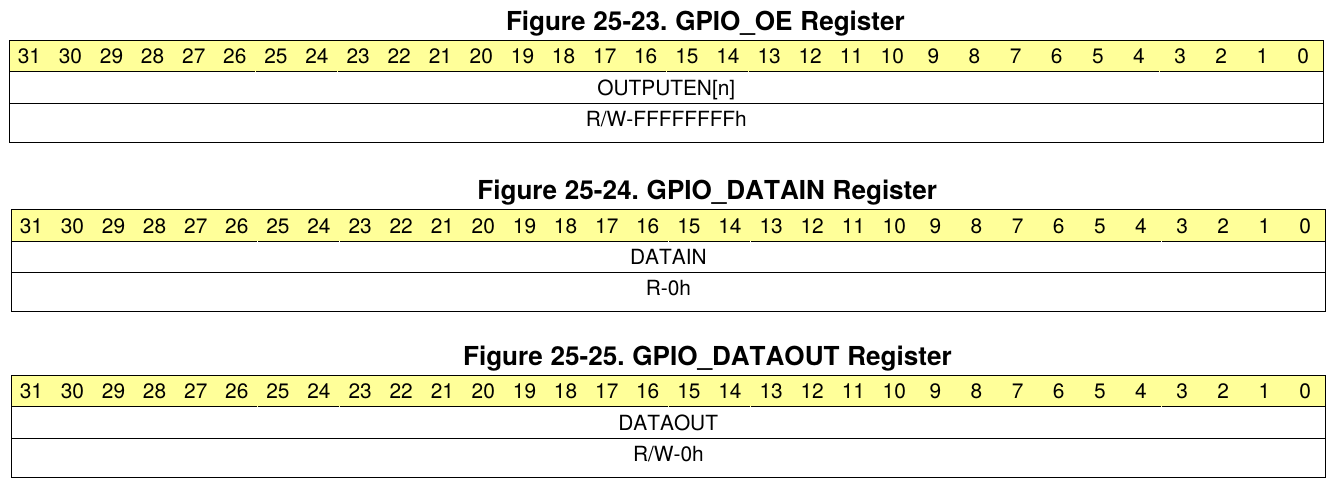 Figure 25-23. GPIO_OE Register
31 30 29 28 27 26 25 24 23 22 21 20 19 18 17 16 15 14 13 12 11 10 9 8 7 6 5 4 3 2 1 0
OUTPUTEN[n]
R/W-FFFFFFFFh
Figure 25-24. GPIO_DATAIN Register
31 30 29 28 27 26 25 24 23 22 21 20 19 18 17 16 15 14 13 12 11 10 9 8 7 6 5 4 3 2 1 0
DATAIN
R-0h
Figure 25-25. GPIO_DATAOUT Register
31 30 29 28 27 26 25 24 23 22 21 20 19 18 17 16 15 14 13 12 11 10 9 8 7 6 5 4 3 2 1 0
DATAOUT
R/W-0h